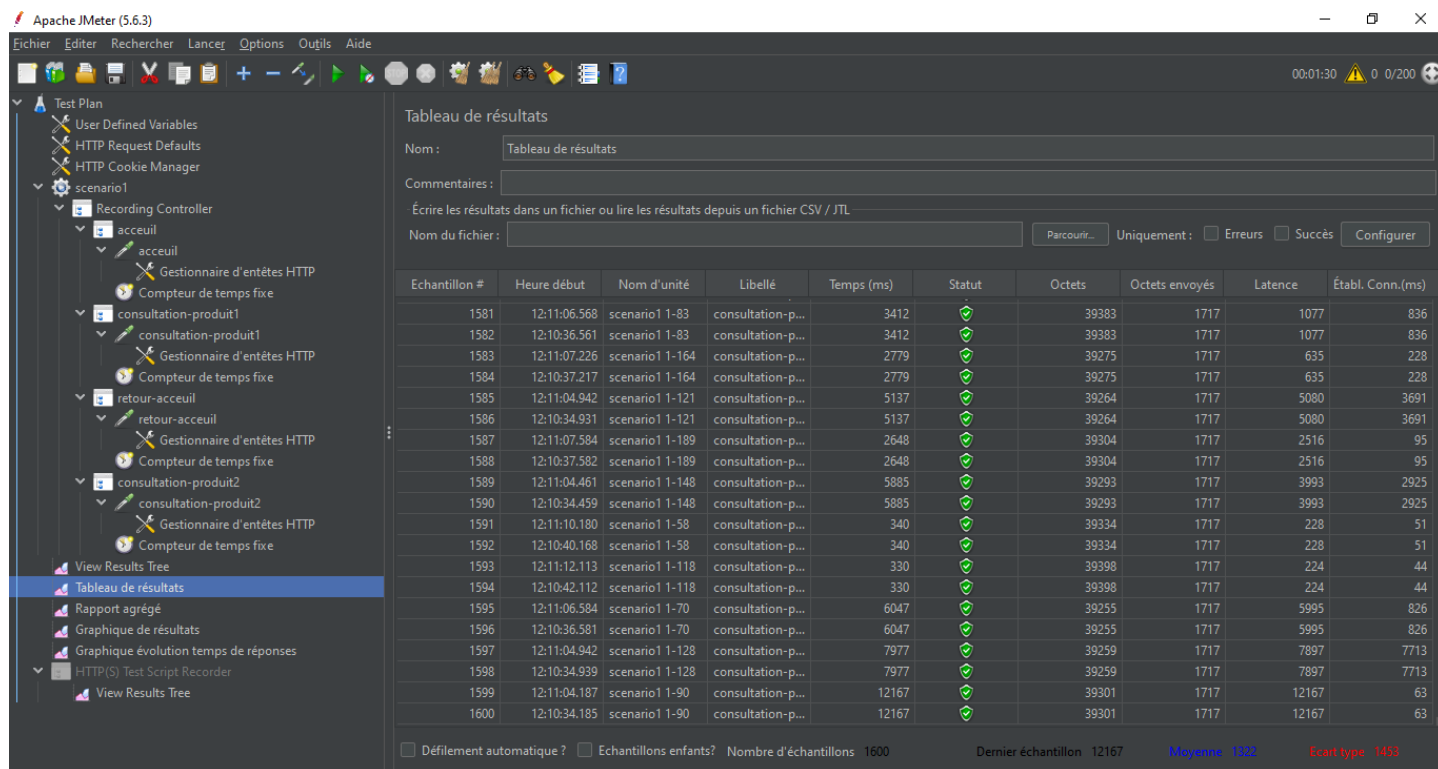 Apache JMeter (5.6.3)
Fichier Editer Rechercher Lancer Options Outils Aide
00:01:30 0 0/200
Test Plan
User Defined Variables
HTTP Request Defaults
HTTP Cookie Manager
scenario1
Recording Controller
acceuil
acceuil
Gestionnaire d'entêtes HTTP
Compteur de temps fixe
consultation-produit1
consultation-produit1
Gestionnaire d'entêtes HTTP
Compteur de temps fixe
retour-acceuil
retour-acceuil
Gestionnaire d'entêtes HTTP
Compteur de temps fixe
consultation-produit2
consultation-produit2
Gestionnaire d'entêtes HTTP
Compteur de temps fixe
View Results Tree
Tableau de résultats
Rapport agrégé
Graphique de résultats
Graphique évolution temps de réponses
HTTP(S) Test Script Recorder
View Results Tree
Tableau de résultats
Nom : Tableau de résultats
Commentaires :
Écrire les résultats dans un fichier ou lire les résultats depuis un fichier CSV / JTL
Nom du fichier : Parcourir... Uniquement : Erreurs Succès Configurer
Echantillon # Heure début Nom d'unité Libellé Temps (ms) Statut Octets Octets envoyés Latence Établ. Conn.(ms)
1581 12:11:06.568 scenario1 1-83 consultation-p... 3412 39383 1717 1077 836
1582 12:10:36.561 scenario1 1-83 consultation-p... 3412 39383 1717 1077 836
1583 12:11:07.226 scenario1 1-164 consultation-p... 2779 39275 1717 635 228
1584 12:10:37.217 scenario1 1-164 consultation-p... 2779 39275 1717 635 228
1585 12:11:04.942 scenario1 1-121 consultation-p... 5137 39264 1717 5080 3691
1586 12:10:34.931 scenario1 1-121 consultation-p... 5137 39264 1717 5080 3691
1587 12:11:07.584 scenario1 1-189 consultation-p... 2648 39304 1717 2516 95
1588 12:10:37.582 scenario1 1-189 consultation-p... 2648 39304 1717 2516 95
1589 12:11:04.461 scenario1 1-148 consultation-p... 5885 39293 1717 3993 2925
1590 12:10:34.459 scenario1 1-148 consultation-p... 5885 39293 1717 3993 2925
1591 12:11:10.180 scenario1 1-58 consultation-p... 340 39334 1717 228 51
1592 12:10:40.168 scenario1 1-58 consultation-p... 340 39334 1717 228 51
1593 12:11:12.113 scenario1 1-118 consultation-p... 330 39398 1717 224 44
1594 12:10:42.112 scenario1 1-118 consultation-p... 330 39398 1717 224 44
1595 12:11:06.584 scenario1 1-70 consultation-p... 6047 39255 1717 5995 826
1596 12:10:36.581 scenario1 1-70 consultation-p... 6047 39255 1717 5995 826
1597 12:11:04.942 scenario1 1-128 consultation-p... 7977 39259 1717 7897 7713
1598 12:10:34.939 scenario1 1-128 consultation-p... 7977 39259 1717 7897 7713
1599 12:11:04.187 scenario1 1-90 consultation-p... 12167 39301 1717 12167 63
1600 12:10:34.185 scenario1 1-90 consultation-p... 12167 39301 1717 12167 63
Défilement automatique ? Echantillons enfants? Nombre d'échantillons 1600 Dernier échantillon 12167 Moyenne 1322 Ecart type 1453